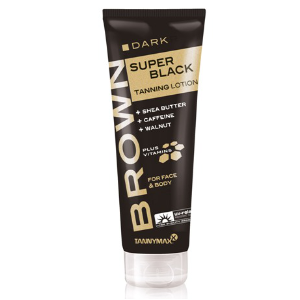 DARK
SUPER
BLACK
TANNING LOTION
BROWN
+ SHEA BUTTER
+ CAFFEINE
+ WALNUT
PLUS
VITAMINS
FOR FACE
& BODY
TANNYMAXX